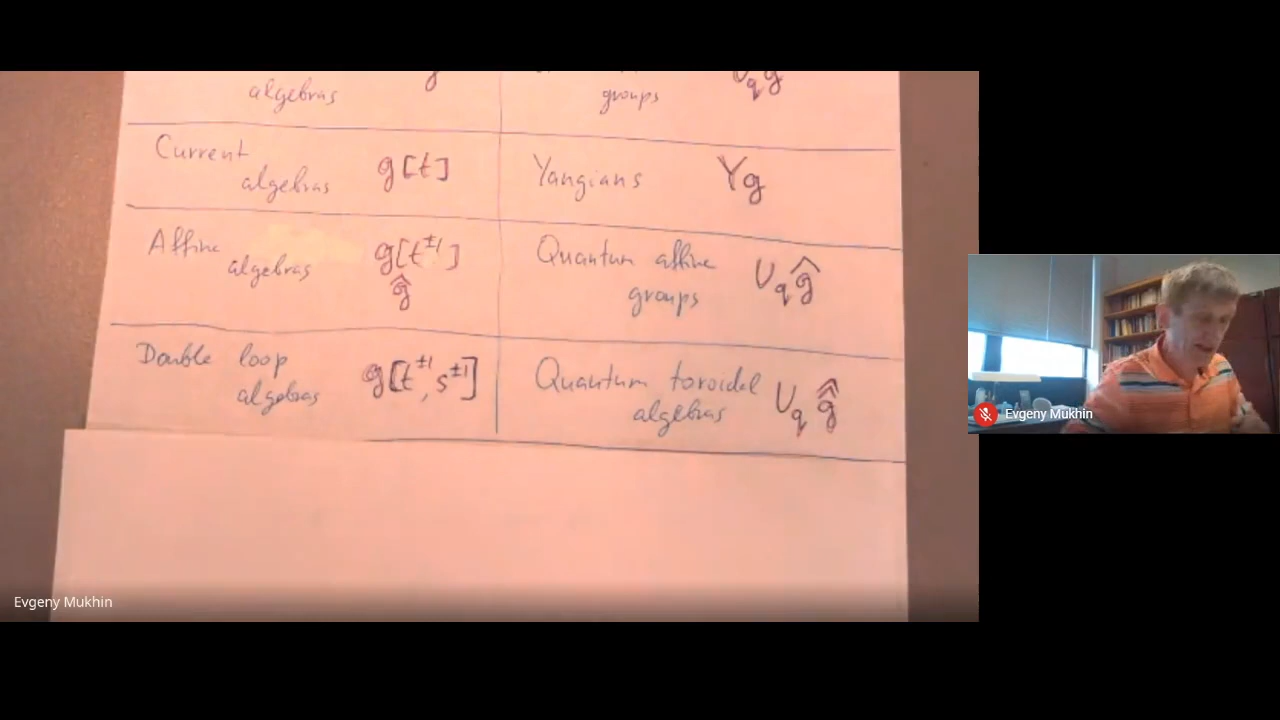 algebras g groups U_q g
Current
algebras g[t] Yangians Yg
Affine
algebras g[t^{±1}]
ĝ
Quantum affine
groups U_q ĝ
Double loop
algebras g[t^{±1}, s^{±1}]
Quantum toroidal
algebras U_q g^^
Evgeny Mukhin
Evgeny Mukhin